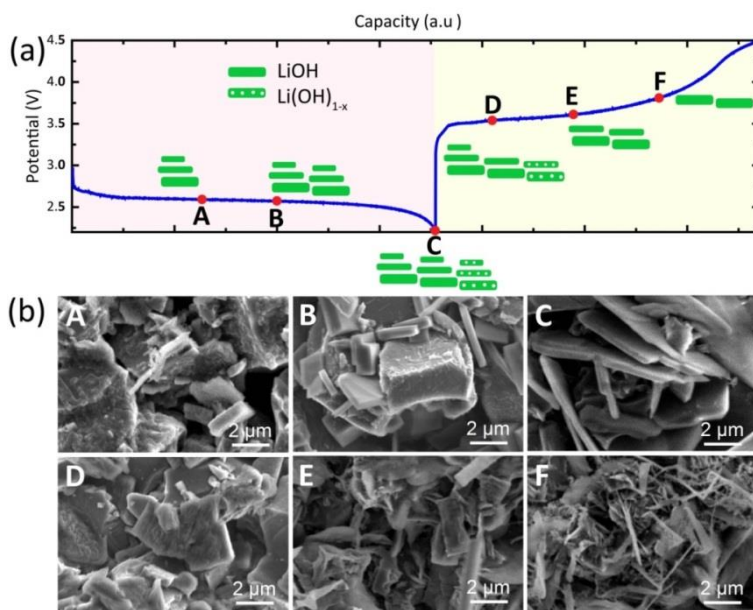 Capacity (a.u)
(a)
4.5
4.0
3.5
3.0
2.5
Potential (V)
LiOH
Li(OH)1-x
A
B
C
D
E
F
(b)
A
2 µm
B
2 µm
C
2 µm
D
2 µm
E
2 µm
F
2 µm